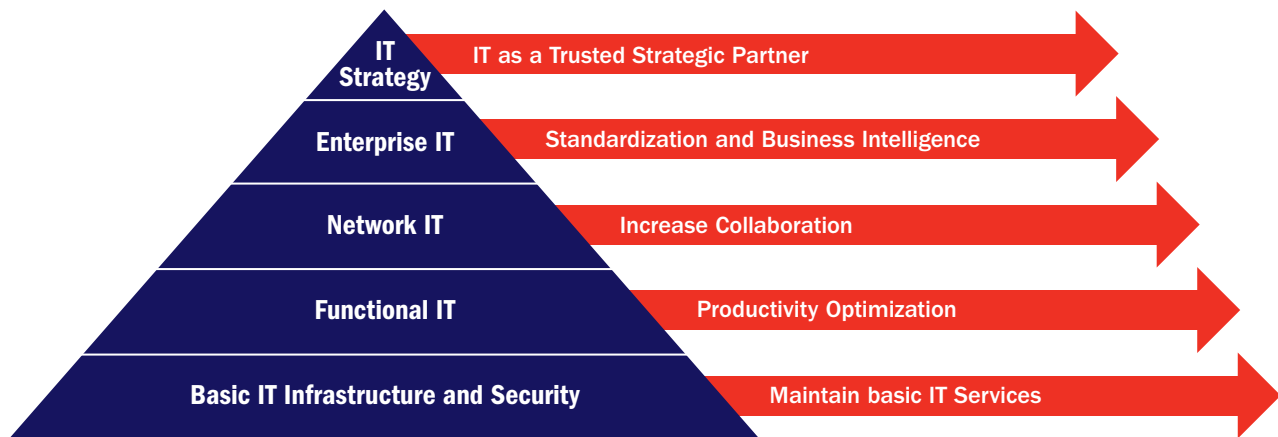 IT
Strategy
IT as a Trusted Strategic Partner
Enterprise IT
Standardization and Business Intelligence
Network IT
Increase Collaboration
Functional IT
Productivity Optimization
Basic IT Infrastructure and Security
Maintain basic IT Services